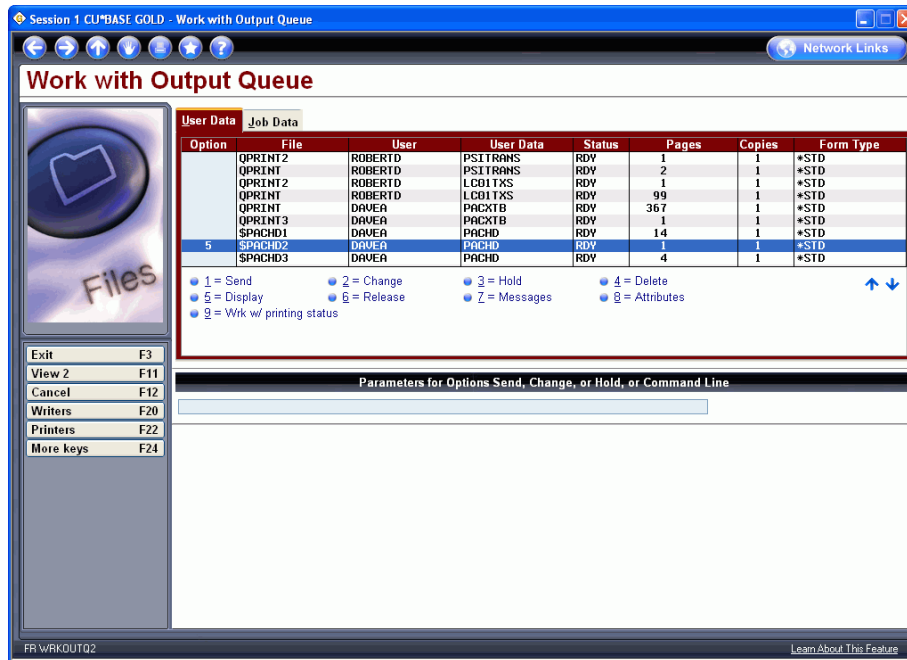 Session 1 CU*BASE GOLD - Work with Output Queue
Network Links
Work with Output Queue
User Data Job Data
Option File User User Data Status Pages Copies Form Type
QPRINT2 ROBERTD PSITRANS RDY 1 1 *STD
QPRINT ROBERTD PSITRANS RDY 2 1 *STD
QPRINT2 ROBERTD LC01TXS RDY 1 1 *STD
QPRINT ROBERTD LC01TXS RDY 99 1 *STD
QPRINT DAVEA PACXTB RDY 367 1 *STD
QPRINT3 DAVEA PACXTB RDY 1 1 *STD
$PACHD1 DAVEA PACHD RDY 14 1 *STD
5 $PACHD2 DAVEA PACHD RDY 1 1 *STD
$PACHD3 DAVEA PACHD RDY 4 1 *STD
1 = Send 2 = Change 3 = Hold 4 = Delete
5 = Display 6 = Release 7 = Messages 8 = Attributes
9 = Wrk w/ printing status
Files
Exit F3
View 2 F11
Cancel F12
Writers F20
Printers F22
More keys F24
Parameters for Options Send, Change, or Hold, or Command Line
FR WRKOUTQ2
Learn About This Feature